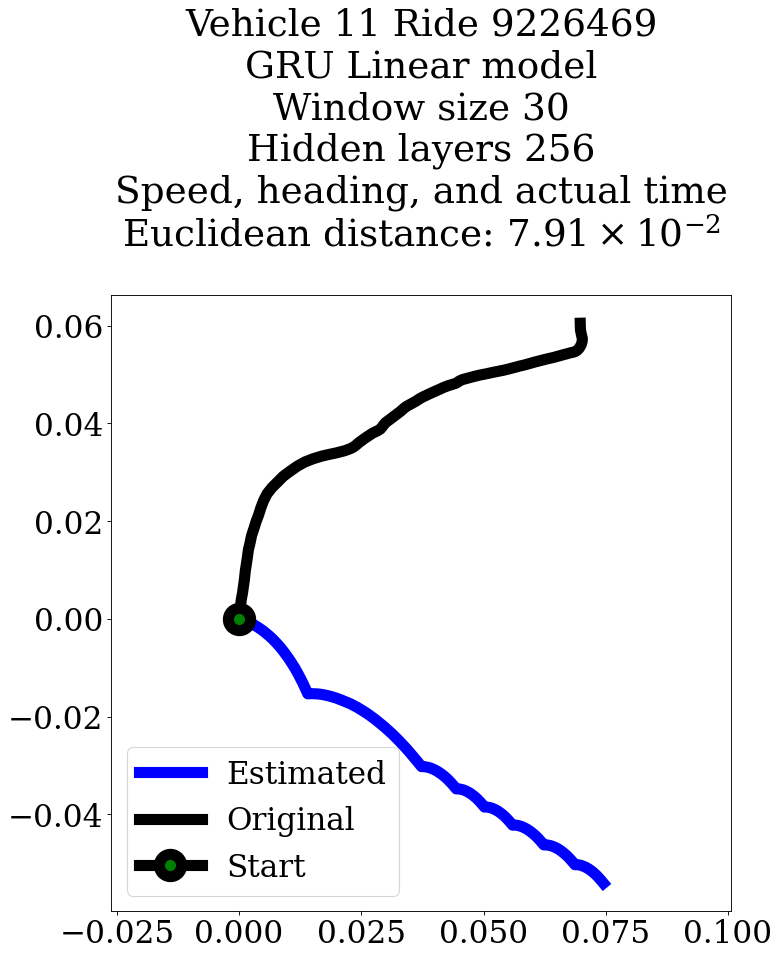 Vehicle 11 Ride 9226469
GRU Linear model
Window size 30
Hidden layers 256
Speed, heading, and actual time
Euclidean distance: 7.91 × 10⁻²
0.06
0.04
0.02
0.00
−0.02
−0.04
Estimated
Original
Start
−0.025 0.000 0.025 0.050 0.075 0.100